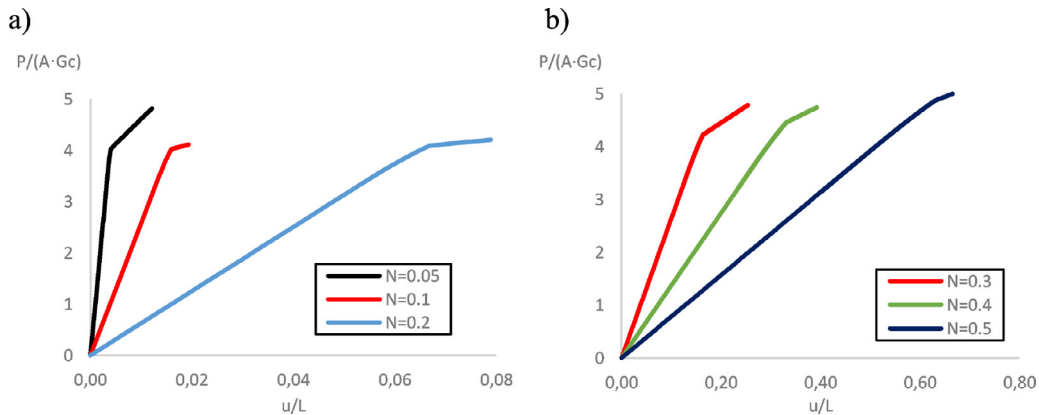 a)
P/(A·Gc)
5
4
3
2
1
0
N=0.05
N=0.1
N=0.2
0,00
0,02
0,04
0,06
0,08
u/L
b)
P/(A·Gc)
5
4
3
2
1
0
N=0.3
N=0.4
N=0.5
0,00
0,20
0,40
0,60
0,80
u/L